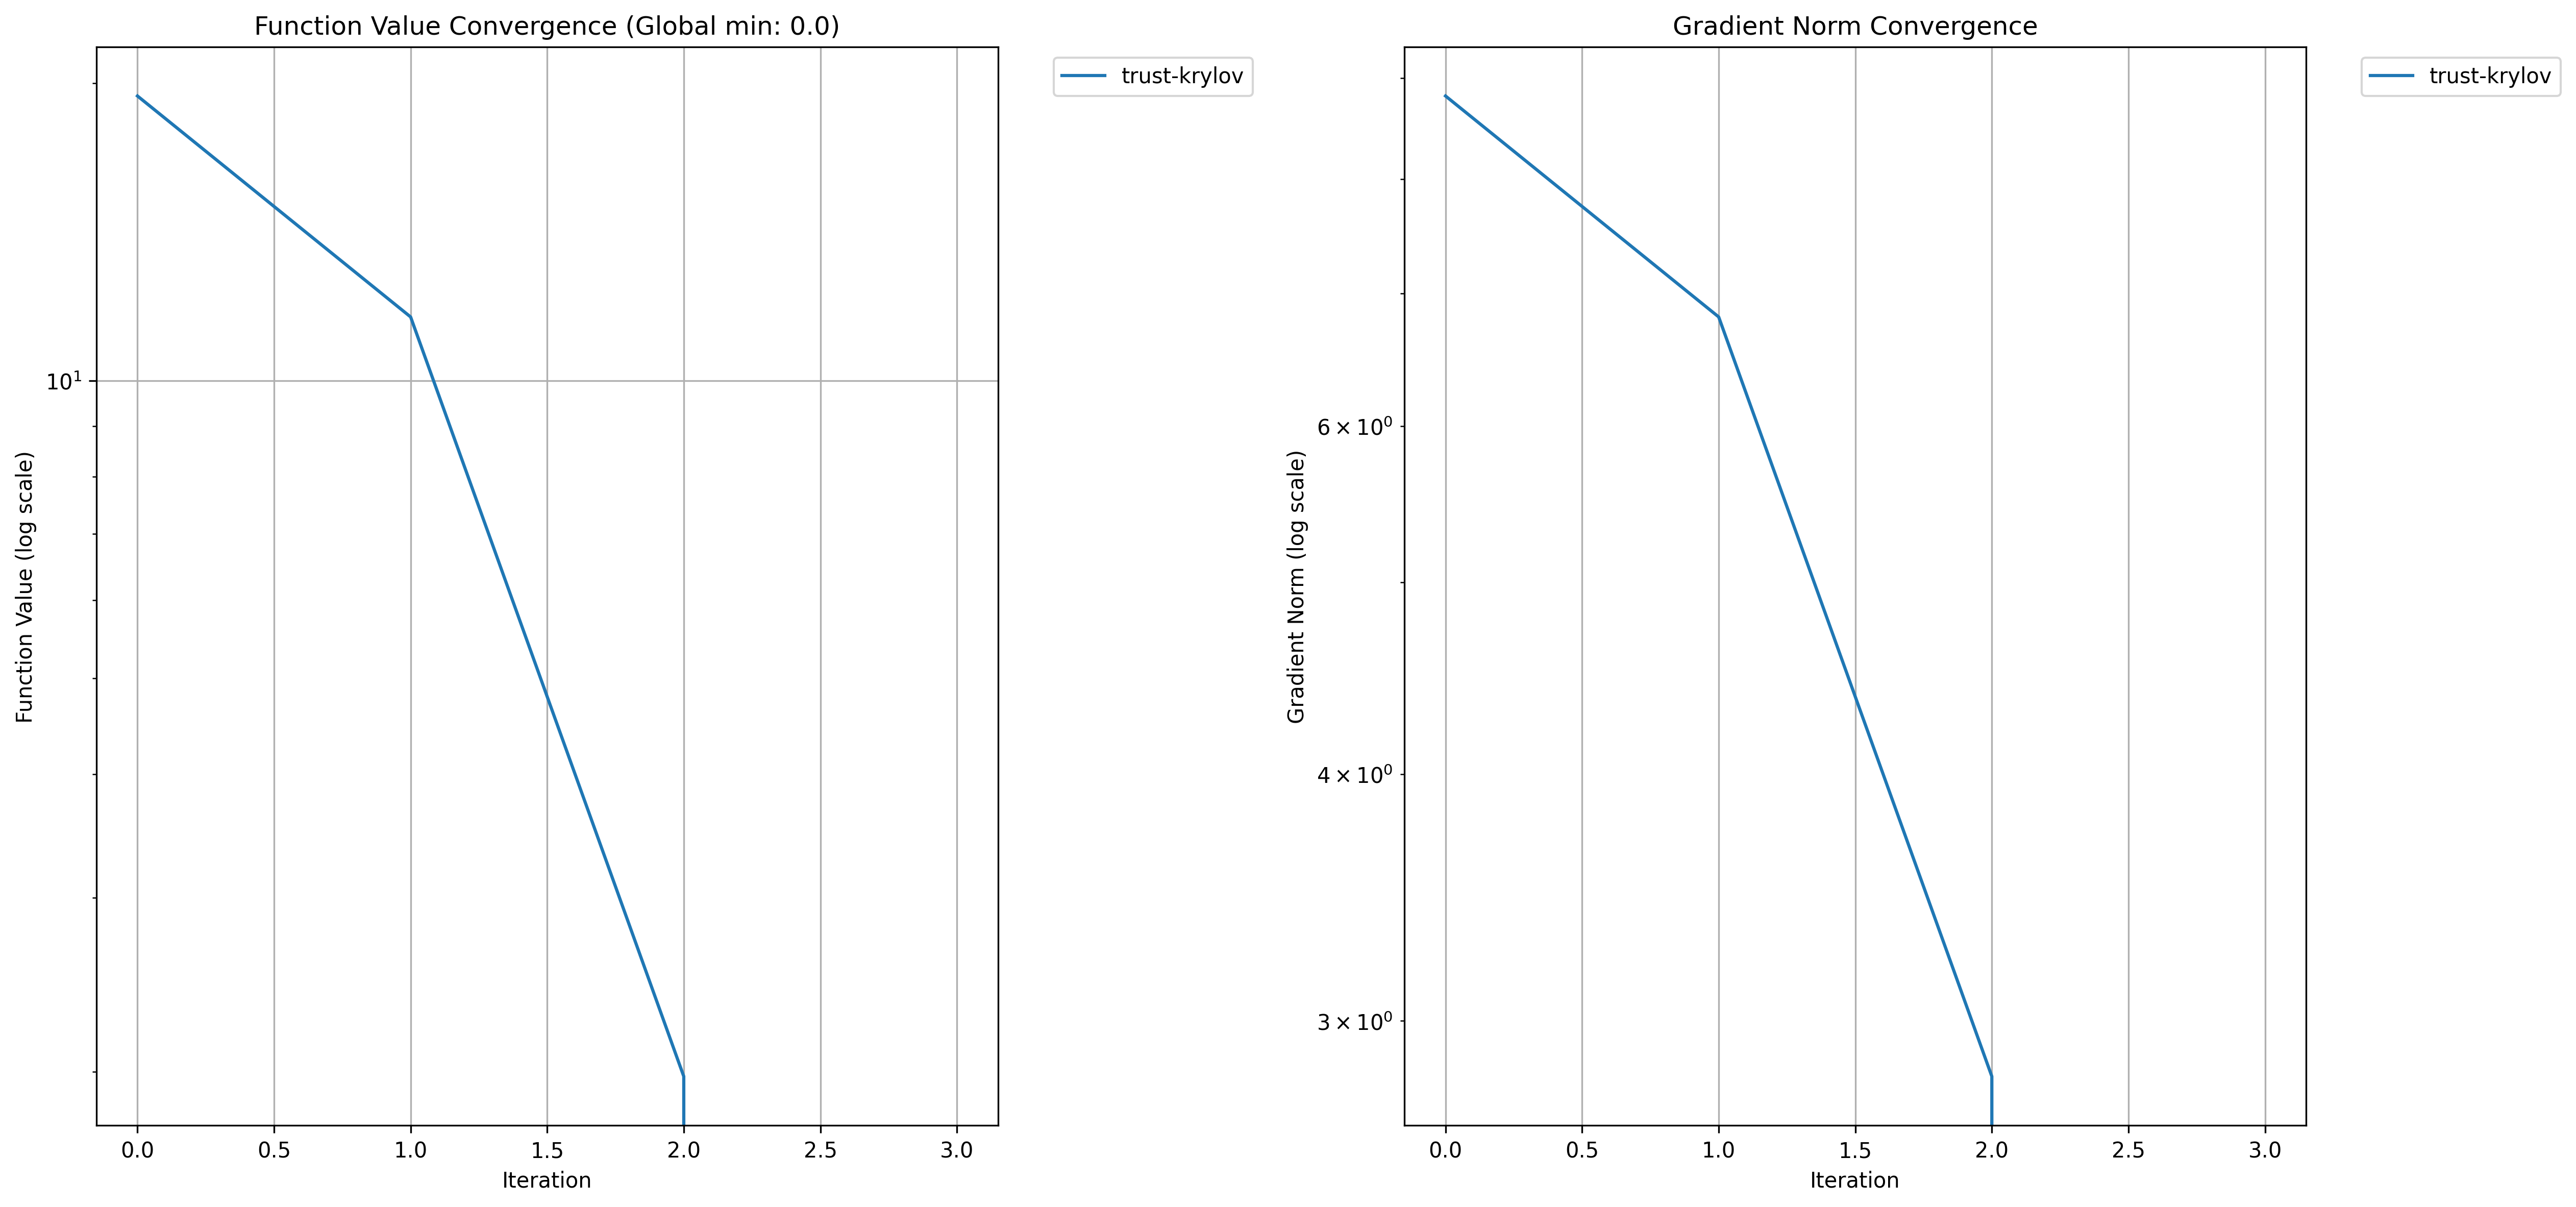 Function Value Convergence (Global min: 0.0)
Function Value (log scale)
10¹
0.0 0.5 1.0 1.5 2.0 2.5 3.0
Iteration
trust-krylov
Gradient Norm Convergence
Gradient Norm (log scale)
6 × 10⁰
4 × 10⁰
3 × 10⁰
0.0 0.5 1.0 1.5 2.0 2.5 3.0
Iteration
trust-krylov